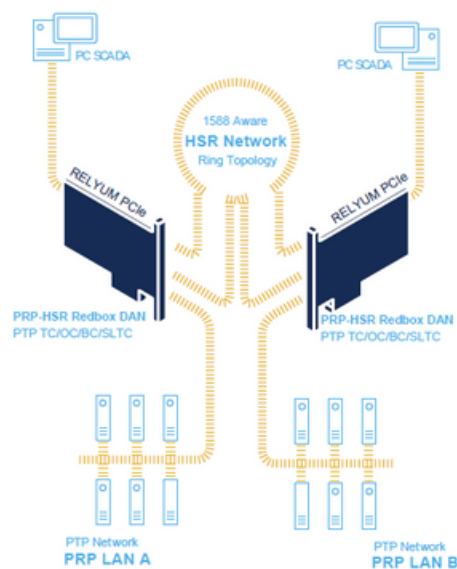 PC SCADA
PC SCADA
1588 Aware
HSR Network
Ring Topology
RELYUM PCIe
RELYUM PCIe
PRP-HSR Redbox DAN
PTP TC/OC/BC/SLTC
PRP-HSR Redbox DAN
PTP TC/OC/BC/SLTC
PTP Network
PRP LAN A
PTP Network
PRP LAN B